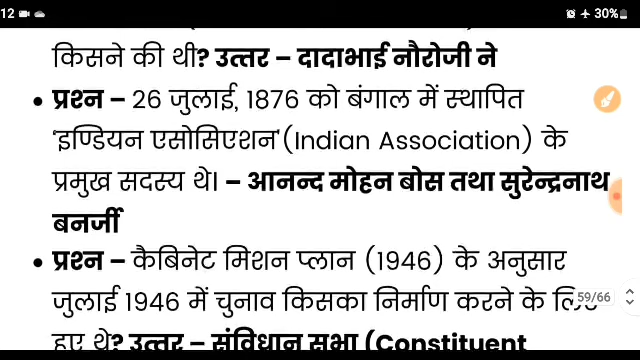 12
30%
किसने की थी? उत्तर – दादाभाई नौरोजी ने
• प्रश्न – 26 जुलाई, 1876 को बंगाल में स्थापित
'इण्डियन एसोसिएशन'(Indian Association) के
प्रमुख सदस्य थे। – आनन्द मोहन बोस तथा सुरेन्द्रनाथ
बनर्जी
• प्रश्न – कैबिनेट मिशन प्लान (1946) के अनुसार
जुलाई 1946 में चुनाव किसका निर्माण करने के लिए
59/66
हुए थे? उत्तर – संविधान सभा (Constituent